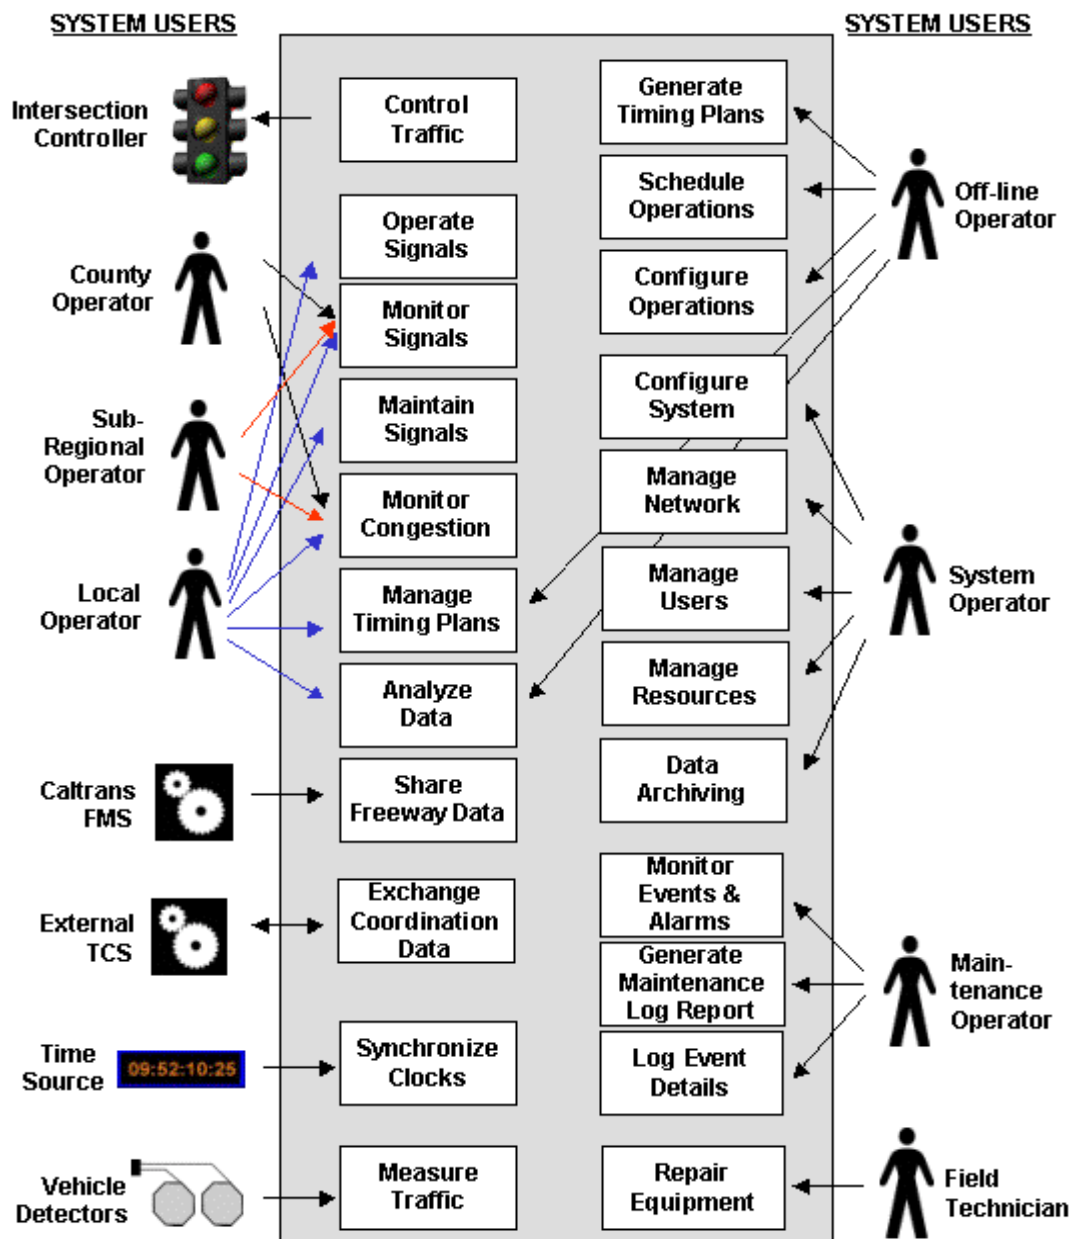 SYSTEM USERS
SYSTEM USERS
Intersection
Controller
Control
Traffic
Generate
Timing Plans
Off-line
Operator
Schedule
Operations
County
Operator
Operate
Signals
Configure
Operations
Monitor
Signals
Sub-
Regional
Operator
Maintain
Signals
Configure
System
Monitor
Congestion
Manage
Network
Local
Operator
Manage
Timing Plans
Manage
Users
System
Operator
Analyze
Data
Manage
Resources
Caltrans
FMS
Share
Freeway Data
Data
Archiving
External
TCS
Exchange
Coordination
Data
Monitor
Events &
Alarms
Generate
Maintenance
Log Report
Main-
tenance
Operator
Time
Source
09:52:10:25
Synchronize
Clocks
Log Event
Details
Vehicle
Detectors
Measure
Traffic
Repair
Equipment
Field
Technician